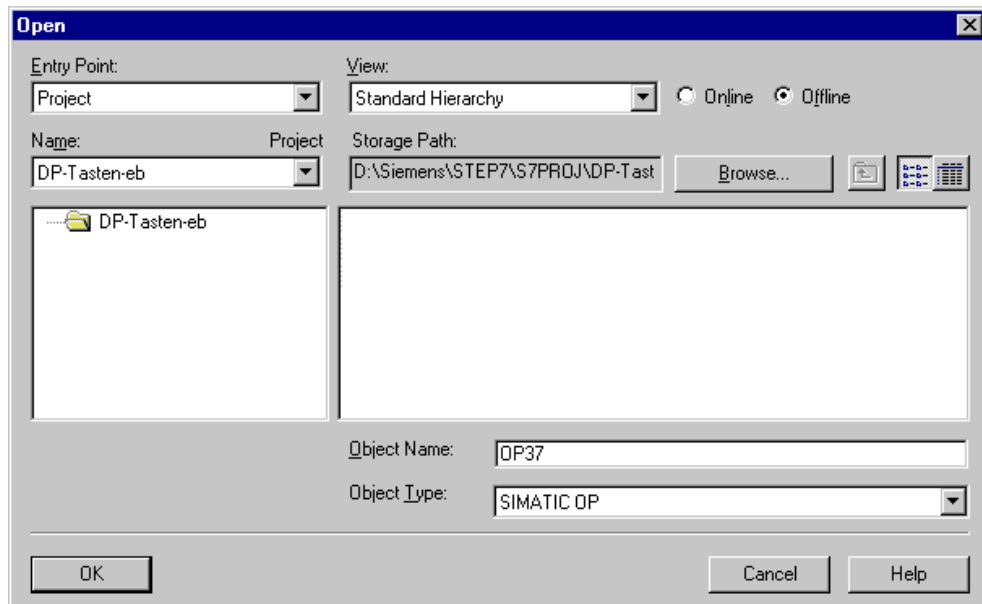 Open
Entry Point:
View:
Project
Standard Hierarchy
Online
Offline
Name:
Project
Storage Path:
DP-Tasten-eb
D:\Siemens\STEP7\S7PROJ\DP-Tast
Browse...
DP-Tasten-eb
Object Name:
OP37
Object Type:
SIMATIC OP
OK
Cancel
Help